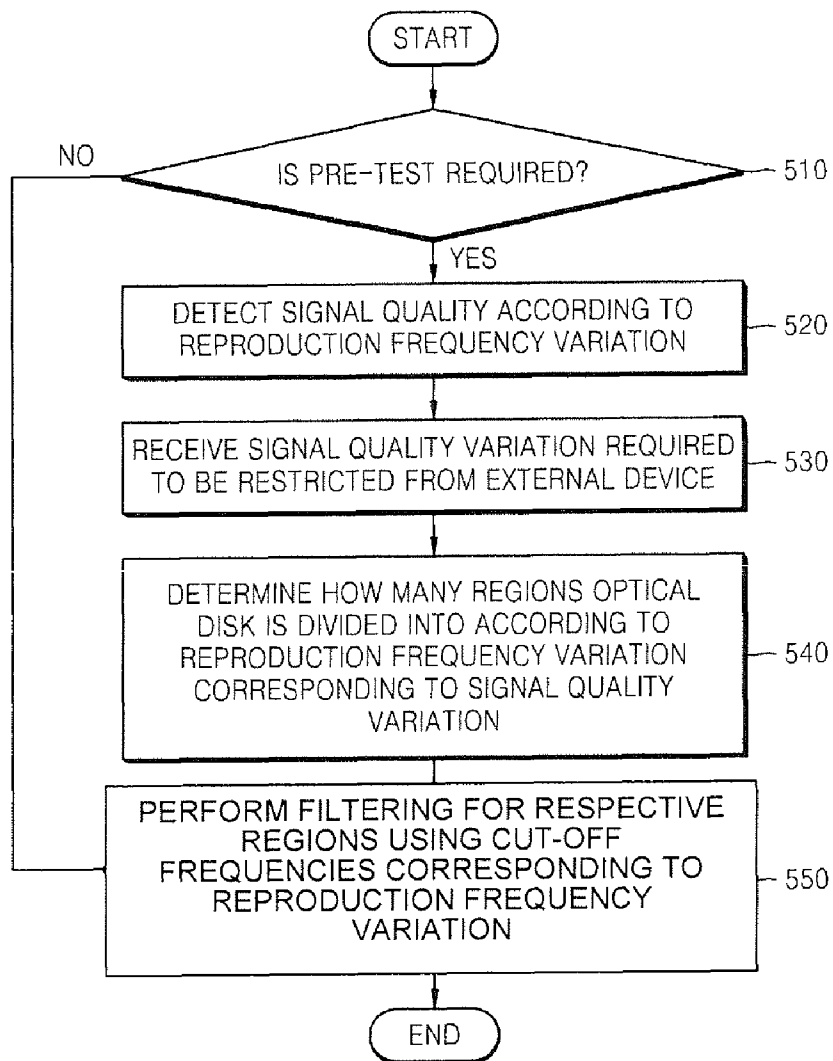 START
NO
IS PRE-TEST REQUIRED?
510
YES
DETECT SIGNAL QUALITY ACCORDING TO
REPRODUCTION FREQUENCY VARIATION
520
RECEIVE SIGNAL QUALITY VARIATION REQUIRED
TO BE RESTRICTED FROM EXTERNAL DEVICE
530
DETERMINE HOW MANY REGIONS OPTICAL
DISK IS DIVIDED INTO ACCORDING TO
REPRODUCTION FREQUENCY VARIATION
CORRESPONDING TO SIGNAL QUALITY
VARIATION
540
PERFORM FILTERING FOR RESPECTIVE
REGIONS USING CUT-OFF
FREQUENCIES CORRESPONDING TO
REPRODUCTION FREQUENCY
VARIATION
550
END